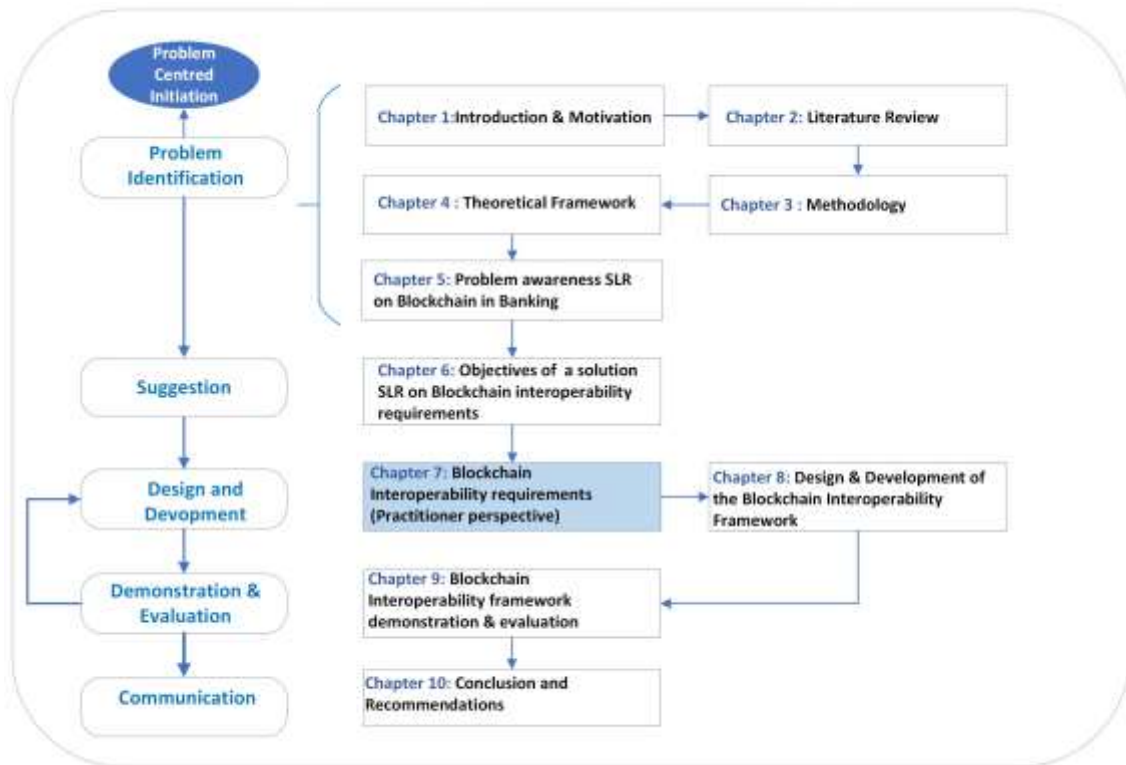 Problem
Centred
Initiation
Problem
Identification
Chapter 1:Introduction & Motivation
Chapter 2: Literature Review
Chapter 4 : Theoretical Framework
Chapter 3 : Methodology
Chapter 5: Problem awareness SLR
on Blockchain in Banking
Suggestion
Chapter 6: Objectives of a solution
SLR on Blockchain interoperability
requirements
Design and
Devopment
Chapter 7: Blockchain
Interoperability requirements
(Practitioner perspective)
Chapter 8: Design & Development of
the Blockchain Interoperability
Framework
Demonstration &
Evaluation
Chapter 9: Blockchain
Interoperability framework
demonstration & evaluation
Communication
Chapter 10: Conclusion and
Recommendations